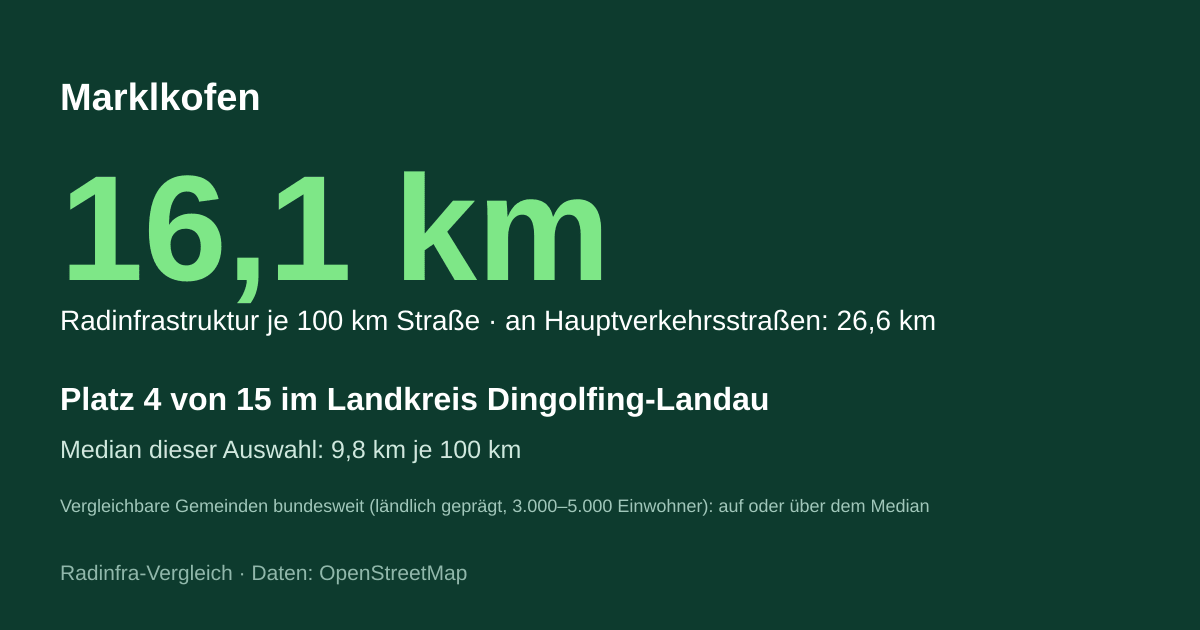 Marklkofen
16,1 km
Radinfrastruktur je 100 km Straße · an Hauptverkehrsstraßen: 26,6 km
Platz 4 von 15 im Landkreis Dingolfing-Landau
Median dieser Auswahl: 9,8 km je 100 km
Vergleichbare Gemeinden bundesweit (ländlich geprägt, 3.000–5.000 Einwohner): auf oder über dem Median
Radinfra-Vergleich · Daten: OpenStreetMap